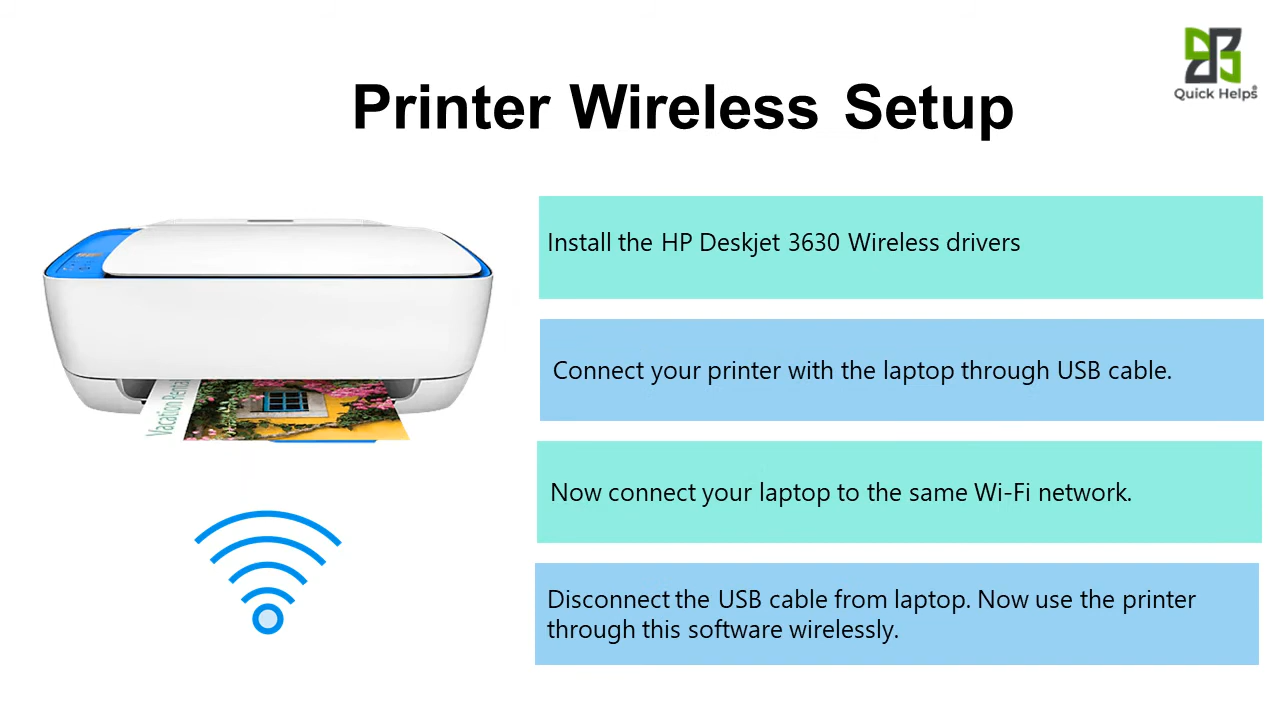 Quick Helps
Printer Wireless Setup
Install the HP Deskjet 3630 Wireless drivers
Connect your printer with the laptop through USB cable.
Vacation Renta
Now connect your laptop to the same Wi-Fi network.
Disconnect the USB cable from laptop. Now use the printer
through this software wirelessly.